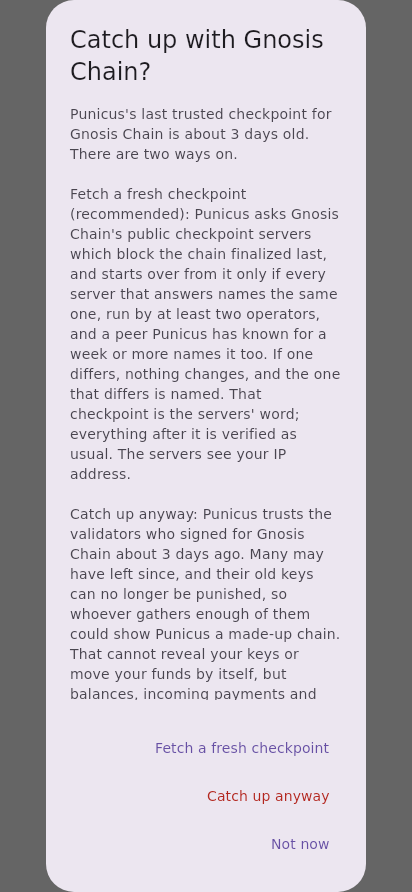 Catch up with Gnosis
Chain?
Punicus's last trusted checkpoint for
Gnosis Chain is about 3 days old.
There are two ways on.
Fetch a fresh checkpoint
(recommended): Punicus asks Gnosis
Chain's public checkpoint servers
which block the chain finalized last,
and starts over from it only if every
server that answers names the same
one, run by at least two operators,
and a peer Punicus has known for a
week or more names it too. If one
differs, nothing changes, and the one
that differs is named. That
checkpoint is the servers' word;
everything after it is verified as
usual. The servers see your IP
address.
Catch up anyway: Punicus trusts the
validators who signed for Gnosis
Chain about 3 days ago. Many may
have left since, and their old keys
can no longer be punished, so
whoever gathers enough of them
could show Punicus a made-up chain.
That cannot reveal your keys or
move your funds by itself, but
balances, incoming payments and
Fetch a fresh checkpoint
Catch up anyway
Not now